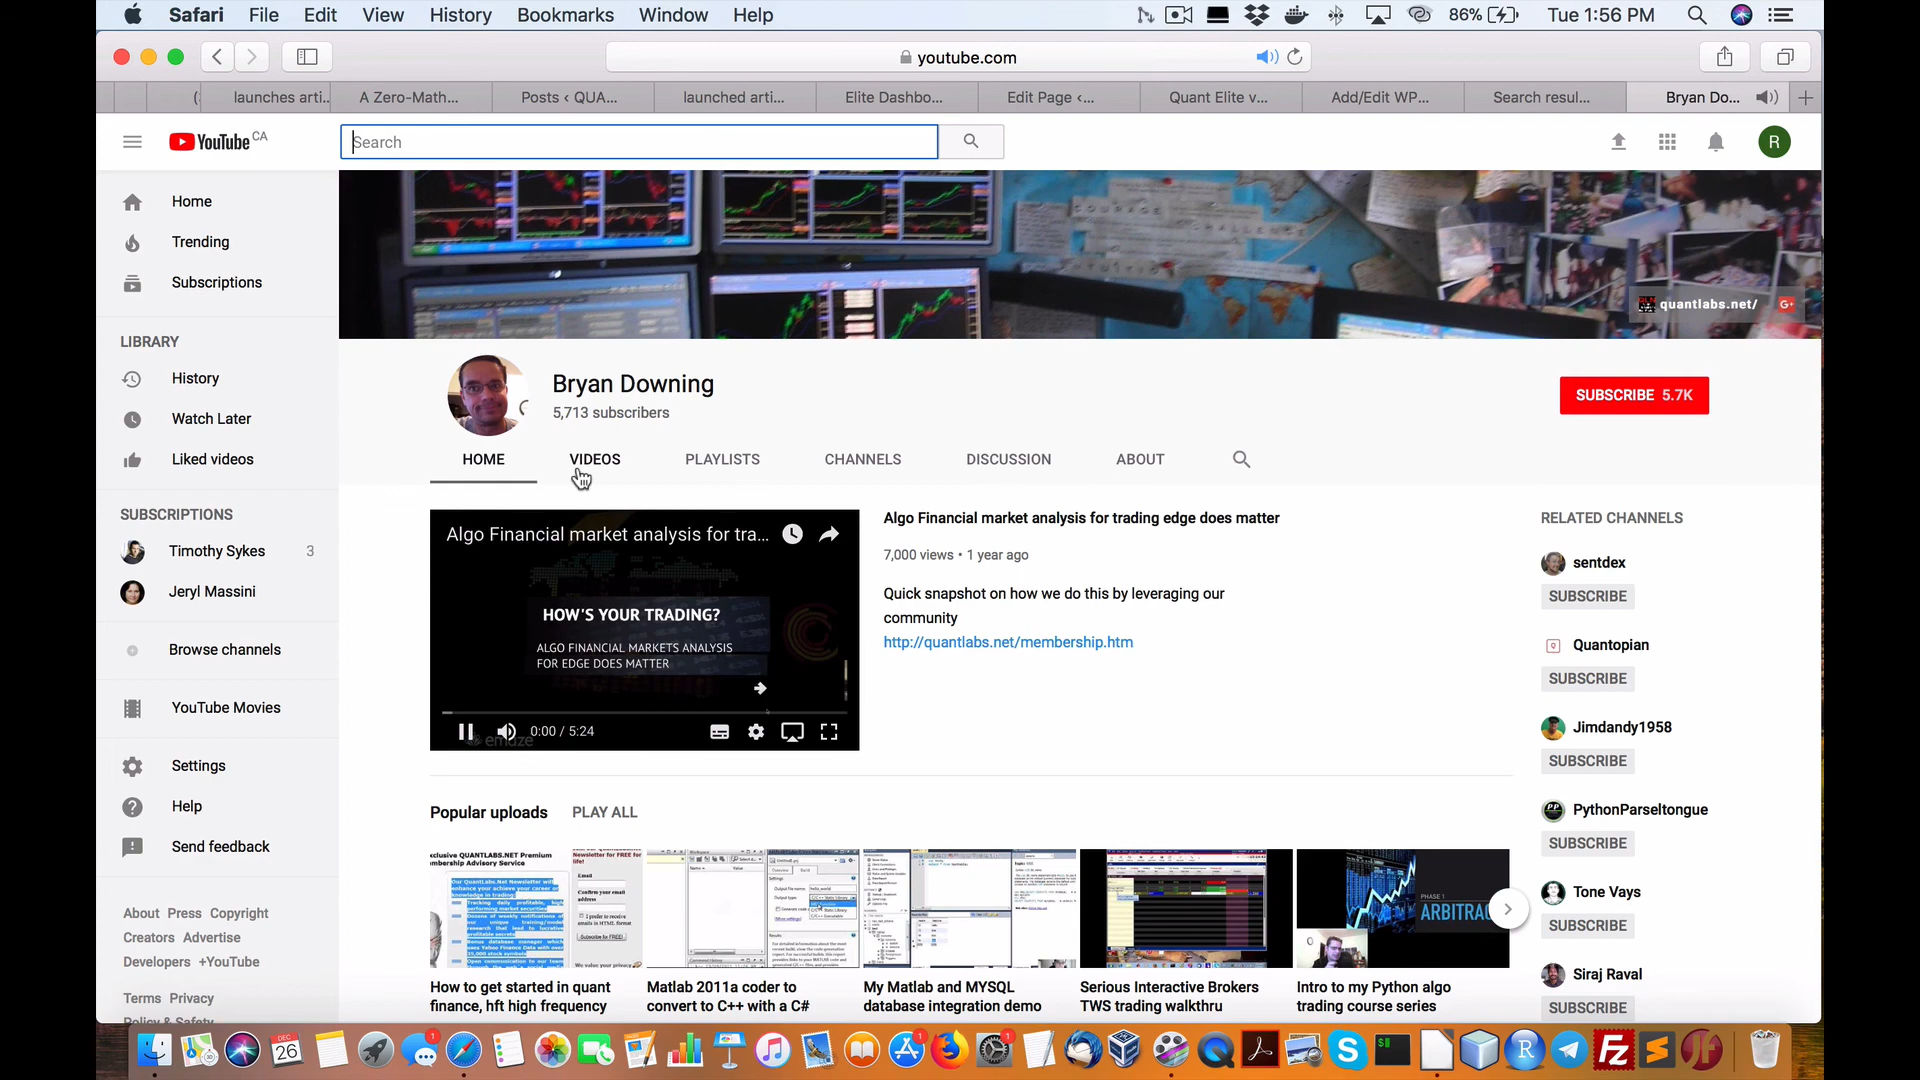 Safari File Edit View History Bookmarks Window Help 86% Tue 1:56 PM
youtube.com
launches arti... A Zero-Math... Posts ‹ QUA... launched arti... Elite Dashbo... Edit Page ‹... Quant Elite v... Add/Edit WP... Search resul... Bryan Do...
YouTube CA
Search
R
Home
Trending
Subscriptions
LIBRARY
History
Watch Later
Liked videos
SUBSCRIPTIONS
Timothy Sykes 3
Jeryl Massini
Browse channels
YouTube Movies
Settings
Help
Send feedback
About Press Copyright
Creators Advertise
Developers +YouTube
Terms Privacy
Policy & Safety
quantlabs.net/ G+
Bryan Downing
5,713 subscribers
SUBSCRIBE 5.7K
HOME VIDEOS PLAYLISTS CHANNELS DISCUSSION ABOUT
Algo Financial market analysis for tra...
HOW'S YOUR TRADING?
ALGO FINANCIAL MARKETS ANALYSIS
FOR EDGE DOES MATTER
0:00 / 5:24
emaze
Algo Financial market analysis for trading edge does matter
7,000 views • 1 year ago
Quick snapshot on how we do this by leveraging our
community
http://quantlabs.net/membership.htm
RELATED CHANNELS
sentdex
SUBSCRIBE
Quantopian
SUBSCRIBE
Jimdandy1958
SUBSCRIBE
PythonParseltongue
SUBSCRIBE
Tone Vays
SUBSCRIBE
Siraj Raval
SUBSCRIBE
Popular uploads PLAY ALL
PHASE 1
ARBITRAG
How to get started in quant
finance, hft high frequency
Matlab 2011a coder to
convert to C++ with a C#
My Matlab and MYSQL
database integration demo
Serious Interactive Brokers
TWS trading walkthru
Intro to my Python algo
trading course series
DEC
26
1
1
1